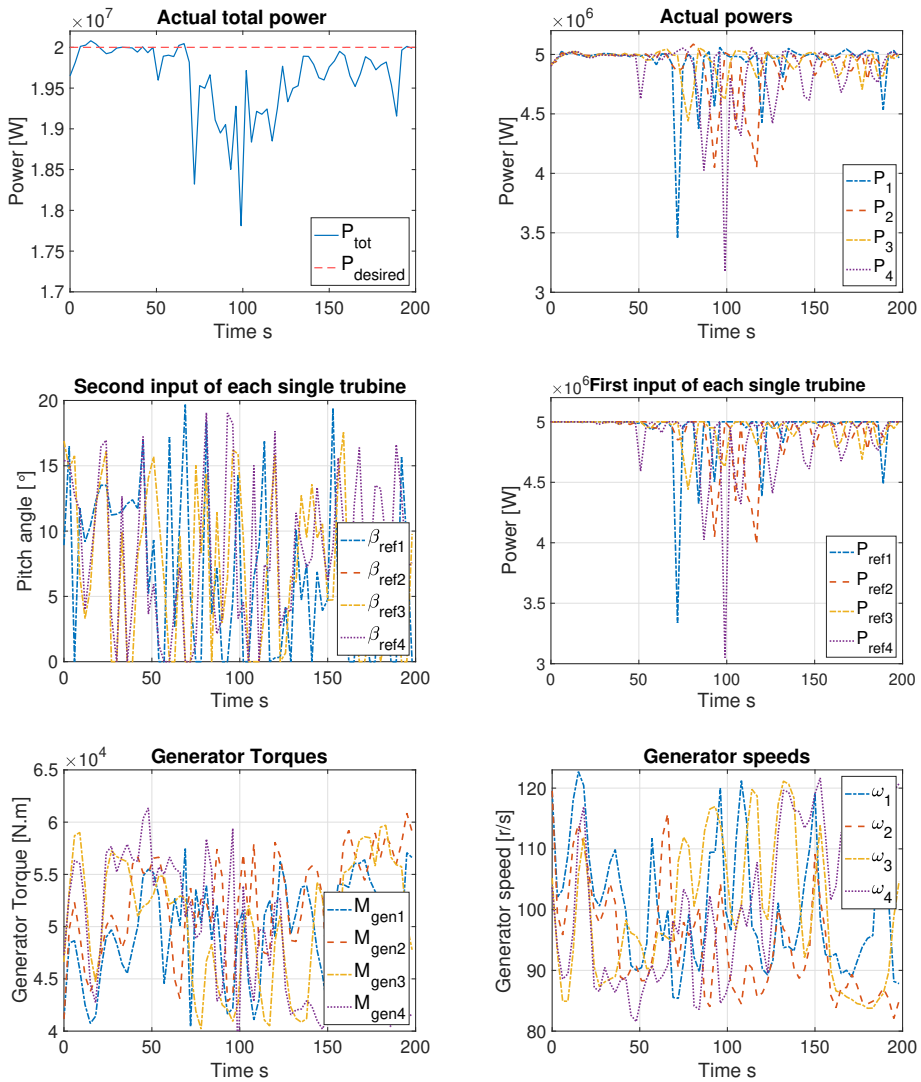 Actual total power
×10^7
2
1.95
1.9
1.85
1.8
1.75
1.7
Power [W]
P_tot
P_desired
0 50 100 150 200
Time s
Actual powers
×10^6
5
4.5
4
3.5
3
Power [W]
P_1
P_2
P_3
P_4
0 50 100 150 200
Time s
Second input of each single trubine
20
15
10
5
0
Pitch angle [°]
β_ref1
β_ref2
β_ref3
β_ref4
0 50 100 150 200
Time s
×10^6 First input of each single trubine
5
4.5
4
3.5
3
Power [W]
P_ref1
P_ref2
P_ref3
P_ref4
0 50 100 150 200
Time s
Generator Torques
×10^4
6.5
6
5.5
5
4.5
4
Generator Torque [N.m]
M_gen1
M_gen2
M_gen3
M_gen4
0 50 100 150 200
Time s
Generator speeds
120
110
100
90
80
Generator speed [r/s]
ω_1
ω_2
ω_3
ω_4
0 50 100 150 200
Time s